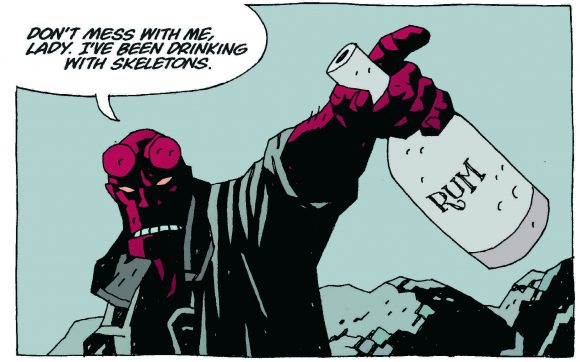 DON'T MESS WITH ME,
LADY. I'VE BEEN DRINKING
WITH SKELETONS.
RUM